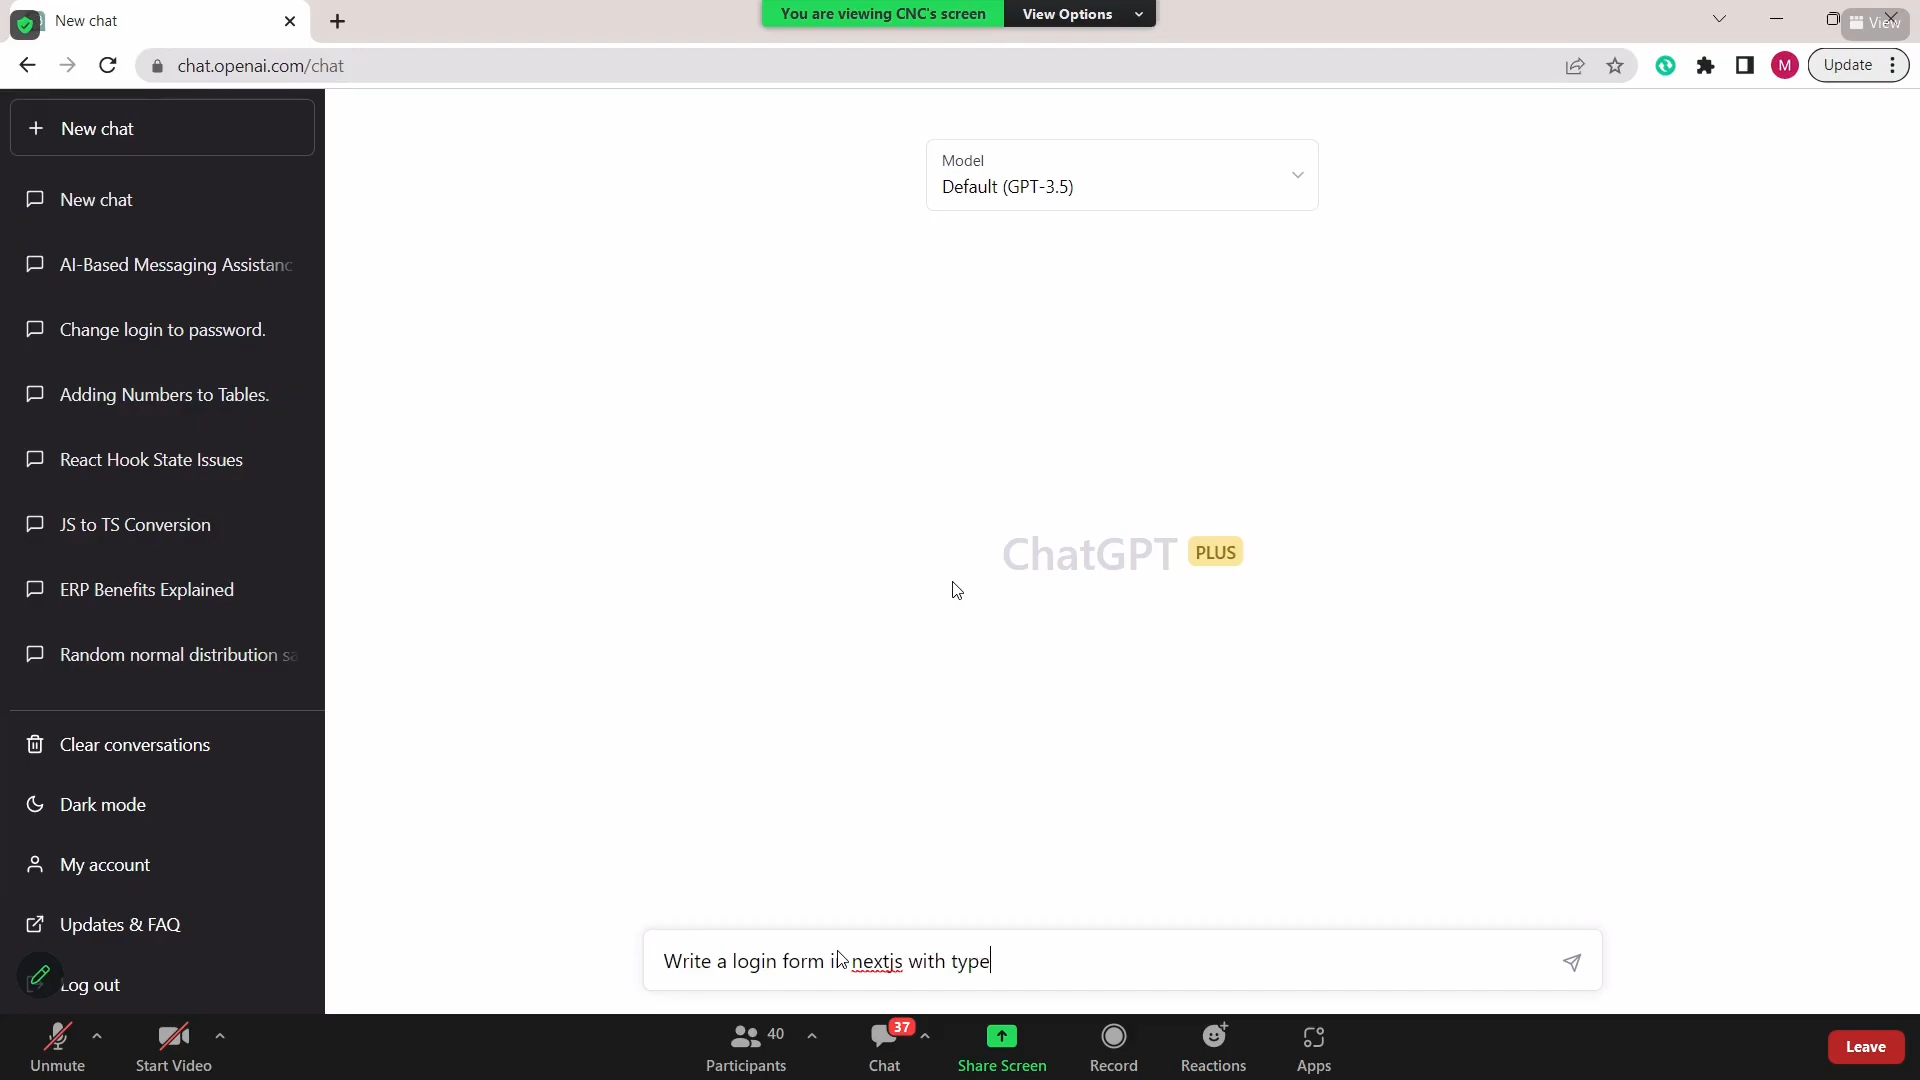 New chat
You are viewing CNC's screen
View Options
View
chat.openai.com/chat
M
Update
New chat
New chat
AI-Based Messaging Assistanc
Change login to password.
Adding Numbers to Tables.
React Hook State Issues
JS to TS Conversion
ERP Benefits Explained
Random normal distribution sa
Clear conversations
Dark mode
My account
Updates & FAQ
Log out
Model
Default (GPT-3.5)
ChatGPT PLUS
Write a login form in nextjs with type
Unmute
Start Video
40
Participants
37
Chat
Share Screen
Record
Reactions
Apps
Leave